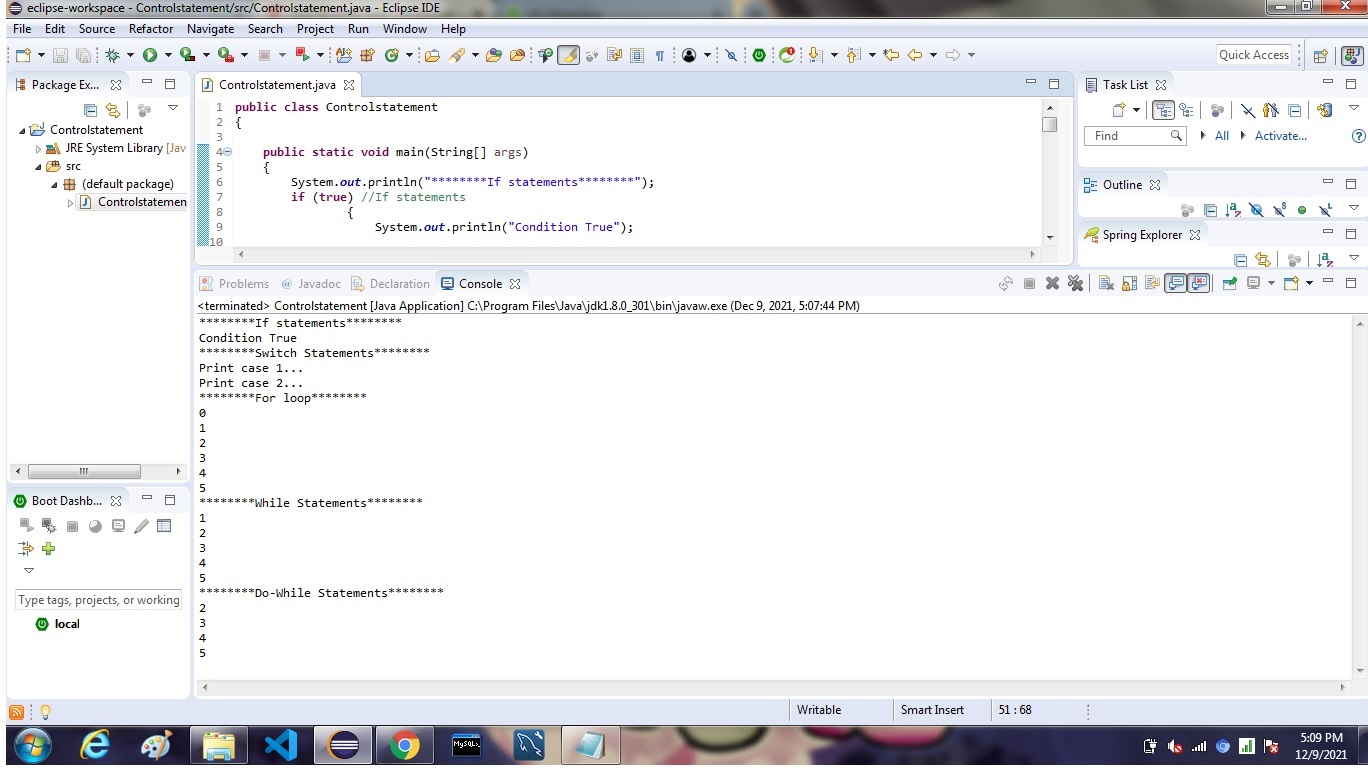 eclipse-workspace - Controlstatement/src/Controlstatement.java - Eclipse IDE
File Edit Source Refactor Navigate Search Project Run Window Help
Quick Access
Package Ex...
Controlstatement
JRE System Library [Jav
src
(default package)
Controlstatemen
Controlstatement.java
1 public class Controlstatement
2 {
3
4 public static void main(String[] args)
5 {
6 System.out.println("********If statements********");
7 if (true) //If statements
8 {
9 System.out.println("Condition True");
10
Task List
Find All Activate...
Outline
Spring Explorer
Problems Javadoc Declaration Console
<terminated> Controlstatement [Java Application] C:\Program Files\Java\jdk1.8.0_301\bin\javaw.exe (Dec 9, 2021, 5:07:44 PM)
********If statements********
Condition True
********Switch Statements********
Print case 1...
Print case 2...
********For loop********
0
1
2
3
4
5
********While Statements********
1
2
3
4
5
********Do-While Statements********
2
3
4
5
Boot Dashb...
Type tags, projects, or working
local
Writable Smart Insert 51 : 68
MySQL
5:09 PM
12/9/2021